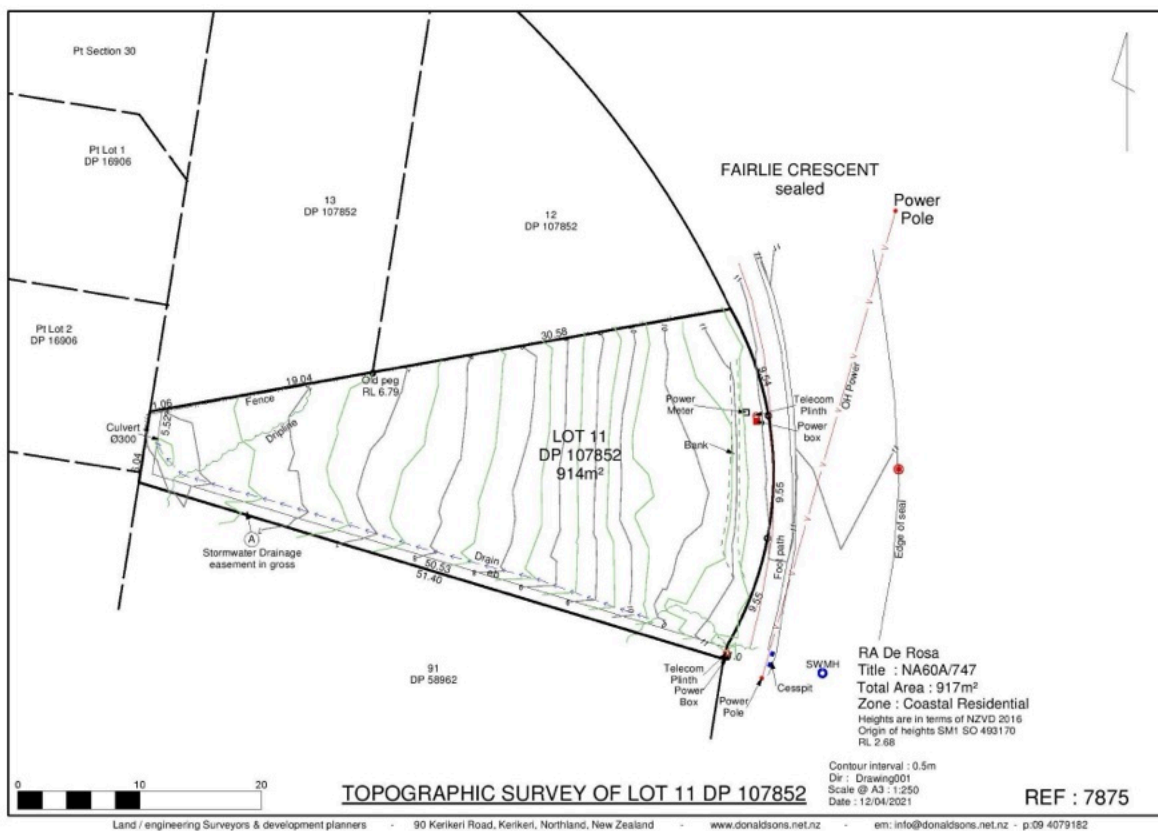 Pt Section 30
Pt Lot 1
DP 16906
13
DP 107852
12
DP 107852
FAIRLIE CRESCENT
sealed
Power
Pole
Pt Lot 2
DP 16906
30.58
19.04
Old peg
RL 6.79
Fence
Dripline
Culvert
Ø300
5.52
LOT 11
DP 107852
914m²
Power
Meter
Bank
9.54
Telecom
Plinth
Power
box
OH Power
9.55
Foot path
Edge of seal
9.55
A
Stormwater Drainage
easement in gross
Drain
50.53
51.40
91
DP 58962
Telecom
Plinth
Power
Box
Power
Pole
Cesspit
SWMH
RA De Rosa
Title : NA60A/747
Total Area : 917m²
Zone : Coastal Residential
Heights are in terms of NZVD 2016
Origin of heights SM1 SO 493170
RL 2.68
Contour interval : 0.5m
Dir : Drawing001
Scale @ A3 : 1:250
Date : 12/04/2021
0 10 20
TOPOGRAPHIC SURVEY OF LOT 11 DP 107852
REF : 7875
Land / engineering Surveyors & development planners - 90 Kerikeri Road, Kerikeri, Northland, New Zealand - www.donaldsons.net.nz - em: info@donaldsons.net.nz - p:09 4079182